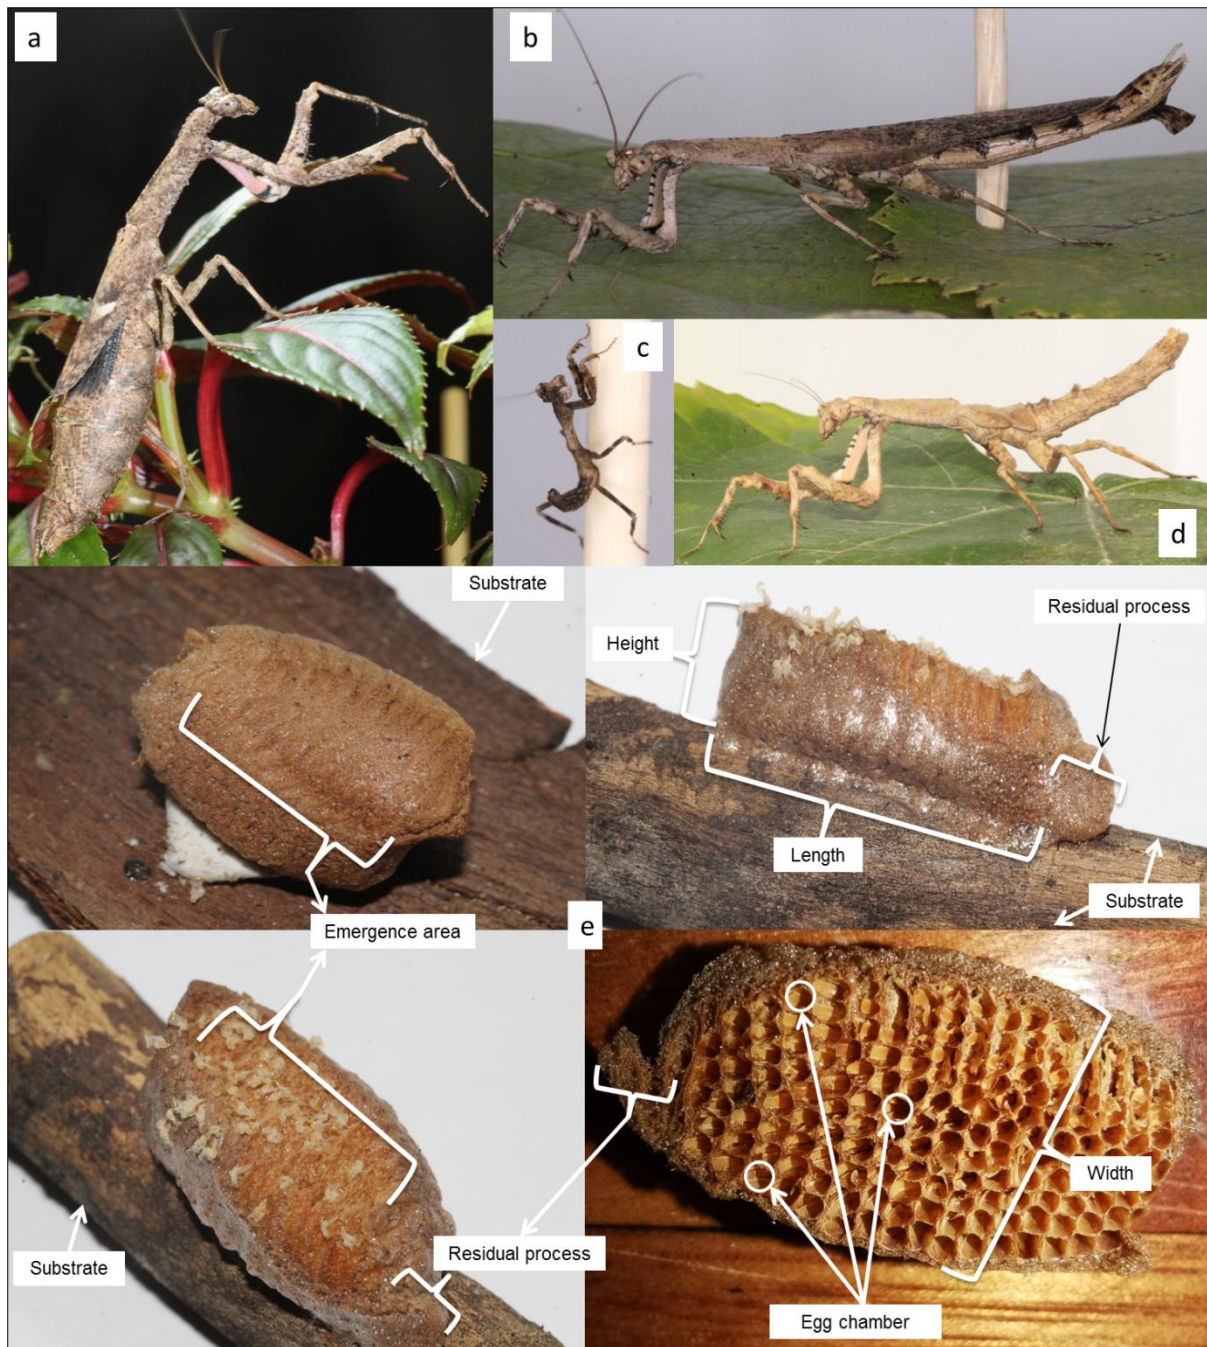 a
b
c
d
Substrate
Height
Residual process
Length
Substrate
Emergence area
e
Width
Substrate
Residual process
Egg chamber